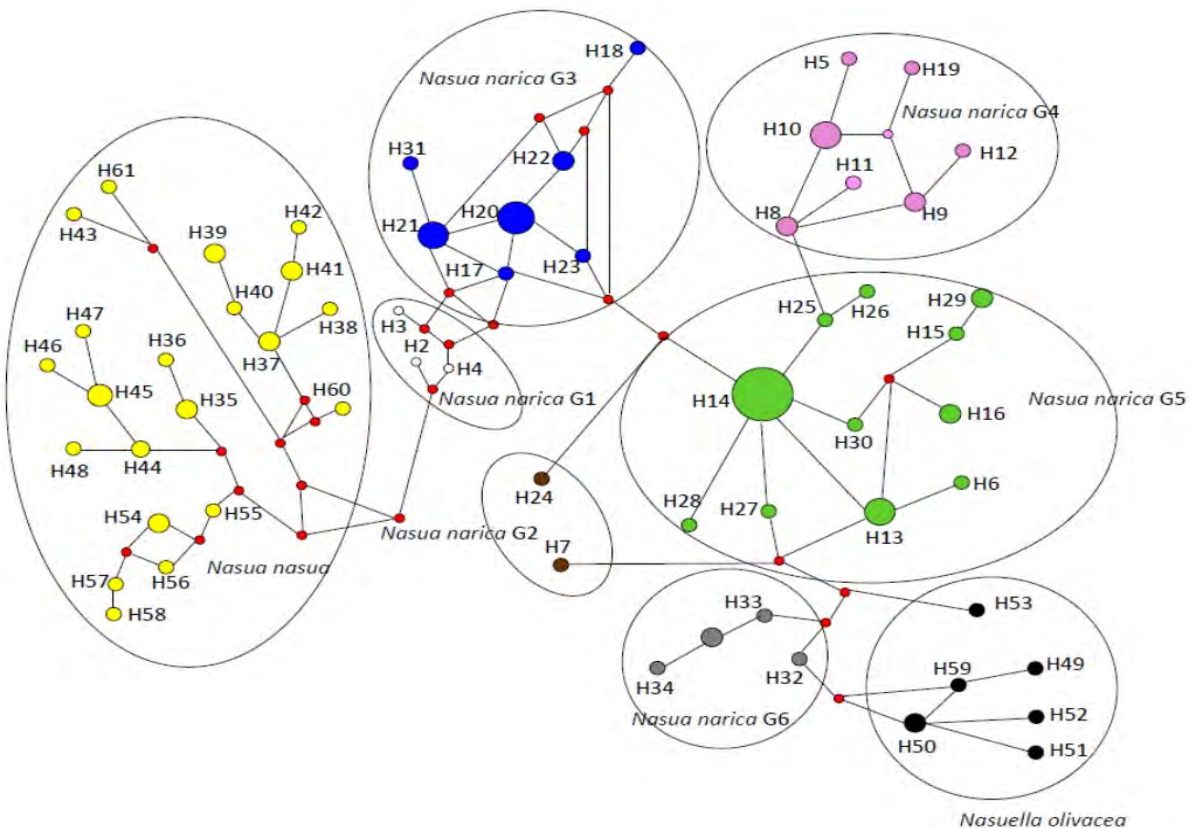 H18
Nasua narica G3
H31
H22
H20
H21
H17
H23
H5
H19
Nasua narica G4
H10
H12
H11
H8
H9
H61
H43
H39
H42
H41
H40
H38
H37
H47
H46
H36
H45
H35
H60
H48
H44
H54
H55
Nasua nasua
H57
H56
H58
H3
H2
H4
Nasua narica G1
H25
H26
H29
H15
H14
H16
Nasua narica G5
H30
H6
H28
H27
H13
H24
Nasua narica G2
H7
H33
H34
H32
Nasua narica G6
H53
H59
H49
H52
H50
H51
Nasuella olivacea